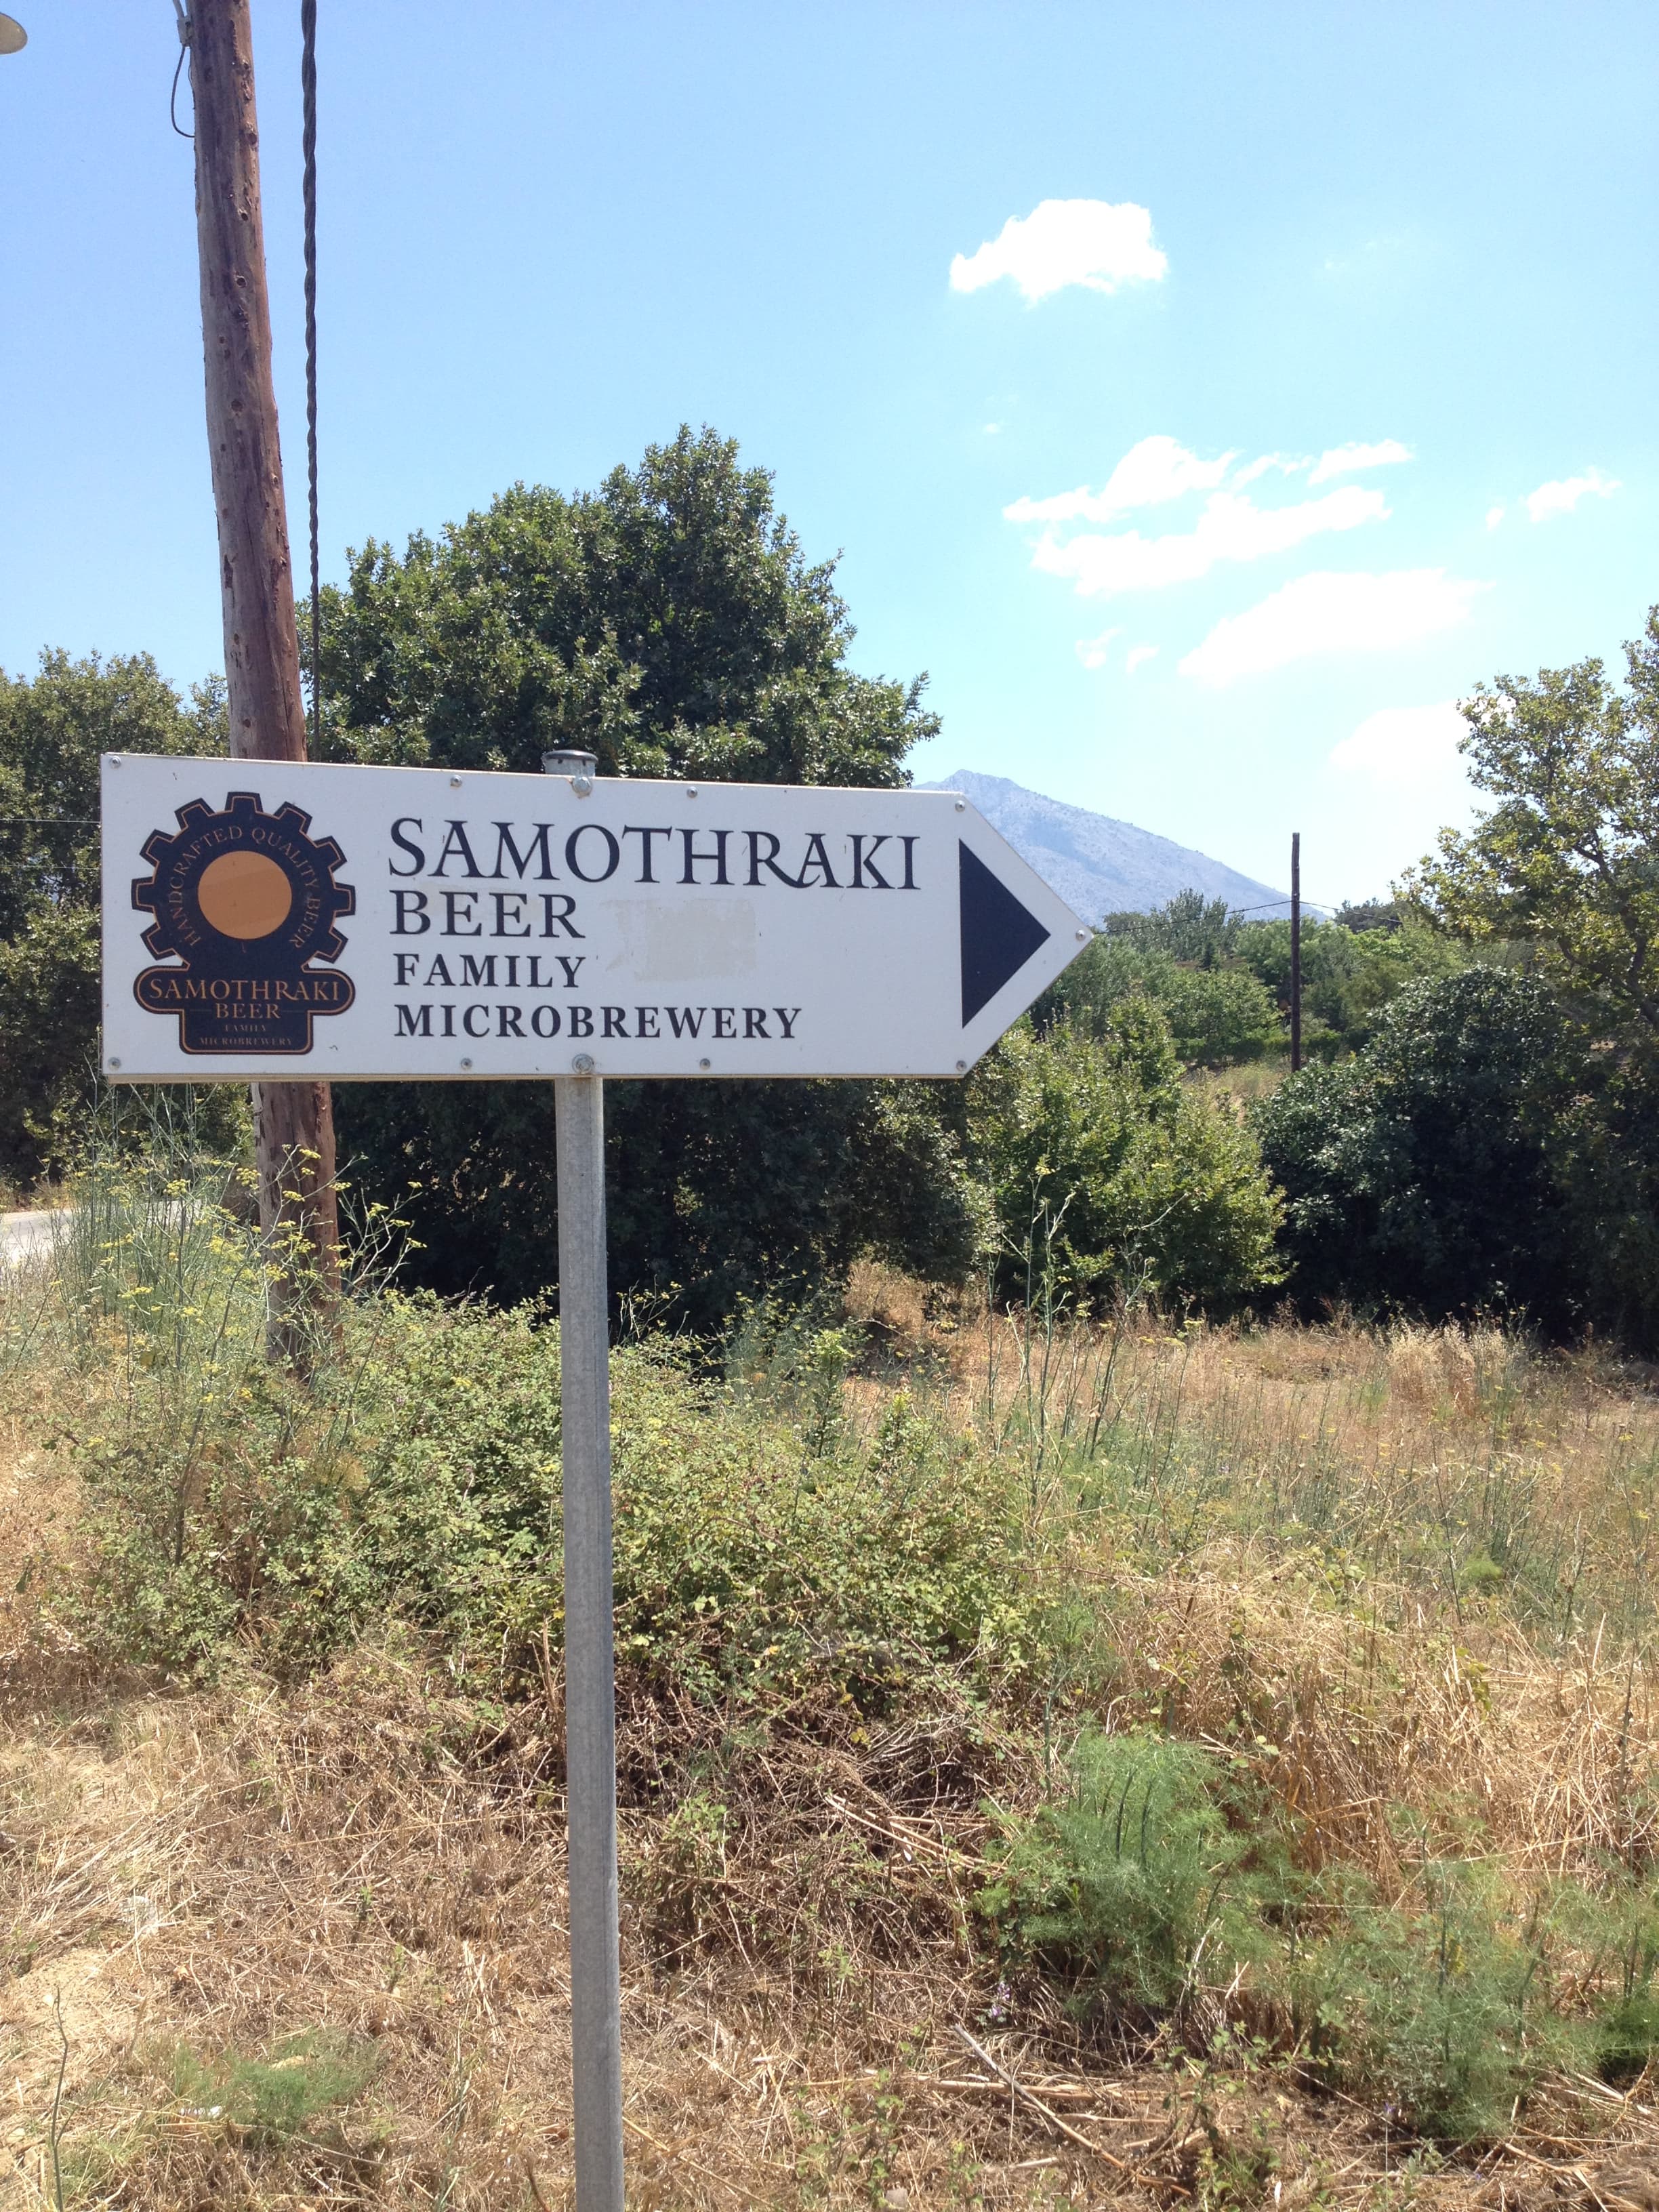 HANDCRAFTED QUALITY BEER
SAMOTHRAKI
BEER
FAMILY
MICROBREWERY
SAMOTHRAKI
BEER
FAMILY
MICROBREWERY